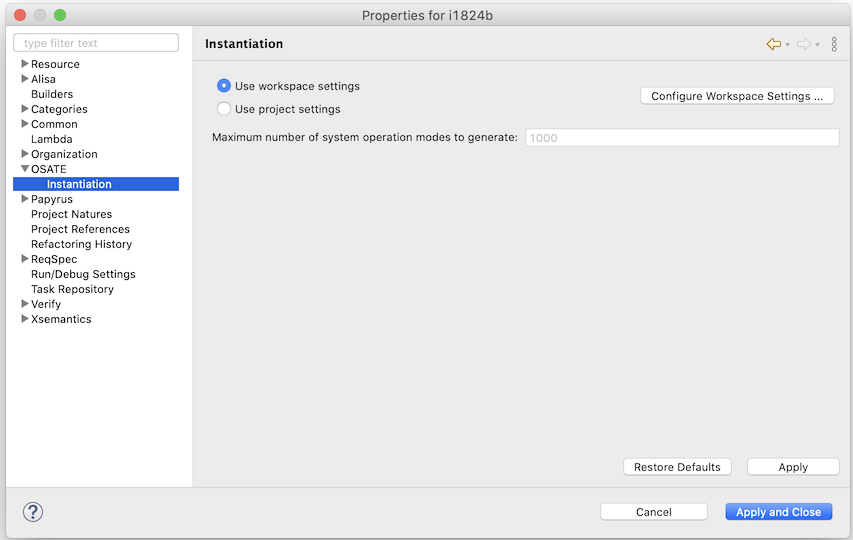 Properties for i1824b
type filter text
Resource
Alisa
Builders
Categories
Common
Lambda
Organization
OSATE
Instantiation
Papyrus
Project Natures
Project References
Refactoring History
ReqSpec
Run/Debug Settings
Task Repository
Verify
Xsemantics
Instantiation
Use workspace settings
Use project settings
Configure Workspace Settings ...
Maximum number of system operation modes to generate: 1000
Restore Defaults
Apply
?
Cancel
Apply and Close